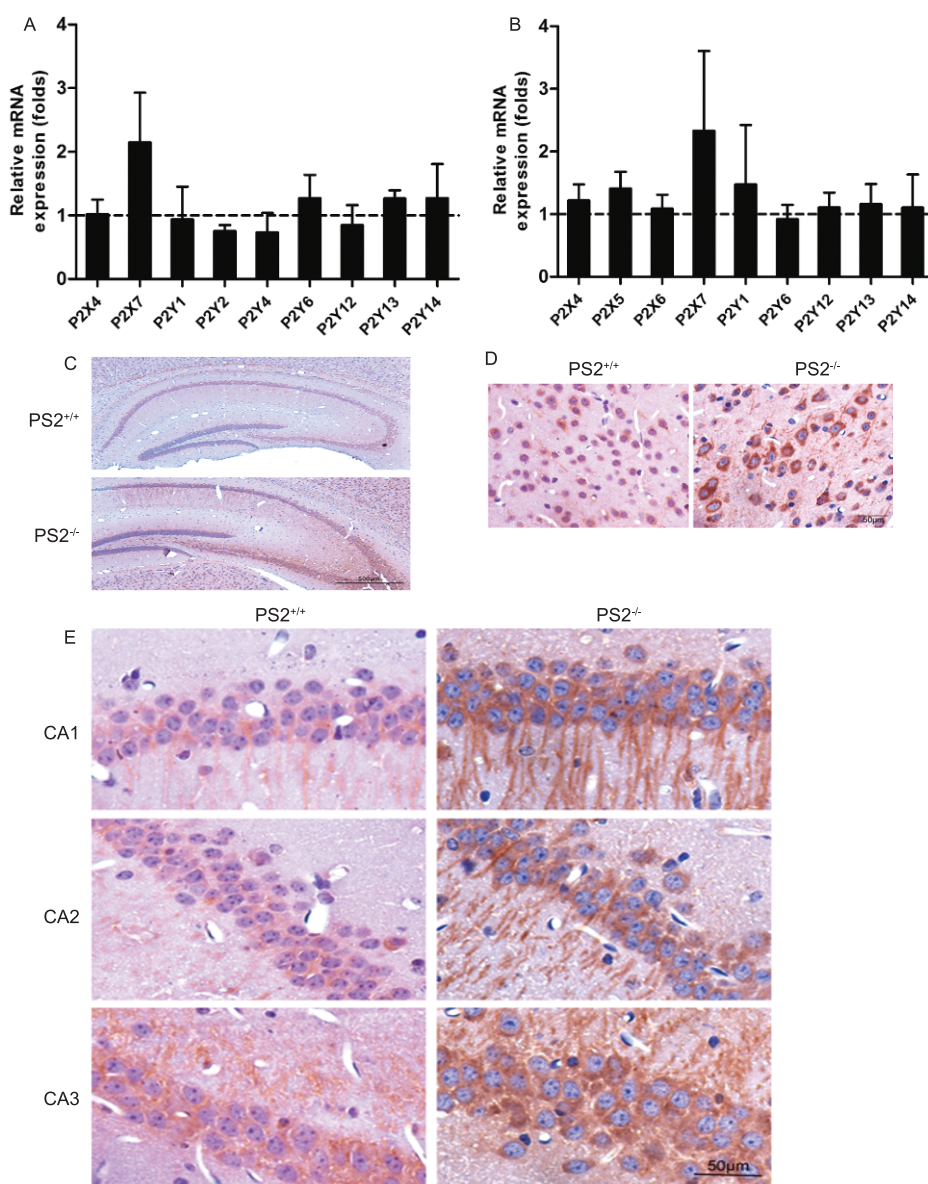 A
Relative mRNA
expression (folds)
4
3
2
1
0
P2X4
P2X7
P2Y1
P2Y2
P2Y4
P2Y6
P2Y12
P2Y13
P2Y14
B
Relative mRNA
expression (folds)
4
3
2
1
0
P2X4
P2X5
P2X6
P2X7
P2Y1
P2Y6
P2Y12
P2Y13
P2Y14
C
PS2+/+
PS2-/-
500µm
D
PS2+/+
PS2-/-
50µm
E
PS2+/+
PS2-/-
CA1
CA2
CA3
50µm